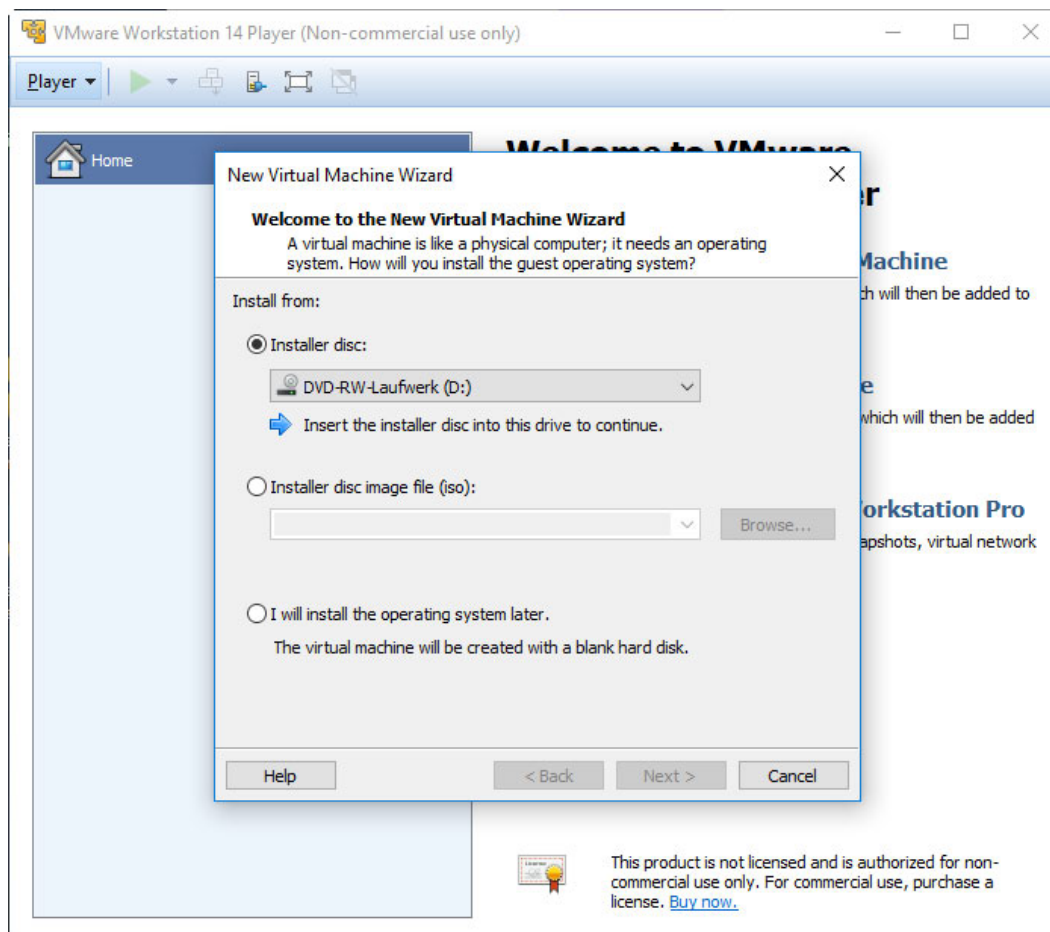 VMware Workstation 14 Player (Non-commercial use only)
Player
Home
Welcome to VMware
New Virtual Machine Wizard
Welcome to the New Virtual Machine Wizard
A virtual machine is like a physical computer; it needs an operating
system. How will you install the guest operating system?
Machine
will then be added to
which will then be added
Workstation Pro
virtual network
Install from:
Installer disc:
DVD-RW-Laufwerk (D:)
Insert the installer disc into this drive to continue.
Installer disc image file (iso):
Browse...
I will install the operating system later.
The virtual machine will be created with a blank hard disk.
Help
< Back
Next >
Cancel
This product is not licensed and is authorized for non-
commercial use only. For commercial use, purchase a
license. Buy now.